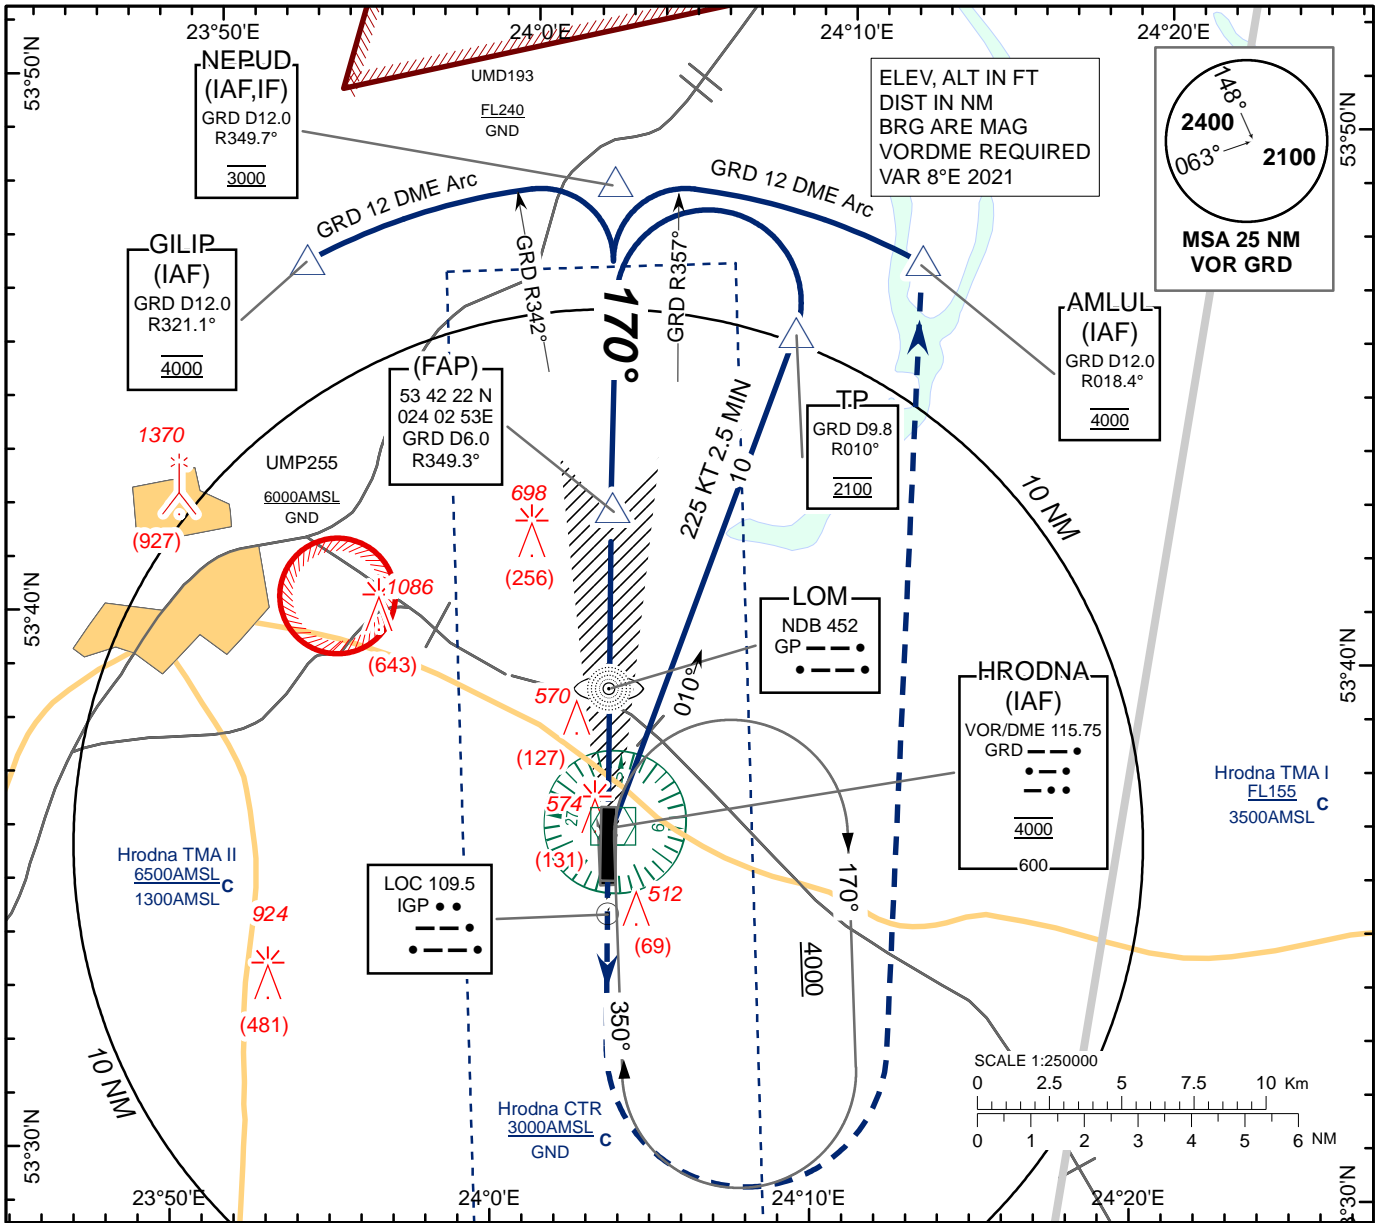 23°50'E
24°0'E
24°10'E
24°20'E
53°50'N
53°50'N
NEPUD
(IAF,IF)
GRD D12.0
R349.7°
3000
UMD193
FL240
GND
ELEV, ALT IN FT
DIST IN NM
BRG ARE MAG
VORDME REQUIRED
VAR 8°E 2021
148°
2400
063°
2100
MSA 25 NM
VOR GRD
GRD 12 DME Arc
GRD 12 DME Arc
GILIP
(IAF)
GRD D12.0
R321.1°
4000
GRD R342°
170°
GRD R357°
AMLUL
(IAF)
GRD D12.0
R018.4°
4000
(FAP)
53 42 22 N
024 02 53E
GRD D6.0
R349.3°
TP
GRD D9.8
R010°
2100
225 KT 2.5 MIN
10
1370
(927)
UMP255
6000AMSL
GND
698
(256)
10 NM
53°40'N
53°40'N
1086
(643)
LOM
NDB 452
GP
570
(127)
010°
HRODNA
(IAF)
VOR/DME 115.75
GRD
4000
600
Hrodna TMA I
FL155
3500AMSL
C
574
(131)
27
9
Hrodna TMA II
6500AMSL
1300AMSL
C
LOC 109.5
IGP
512
(69)
170°
924
(481)
4000
350°
10 NM
Hrodna CTR
3000AMSL
GND
C
SCALE 1:250000
0 2.5 5 7.5 10 Km
0 1 2 3 4 5 6 NM
53°30'N
53°30'N
23°50'E
24°0'E
24°10'E
24°20'E